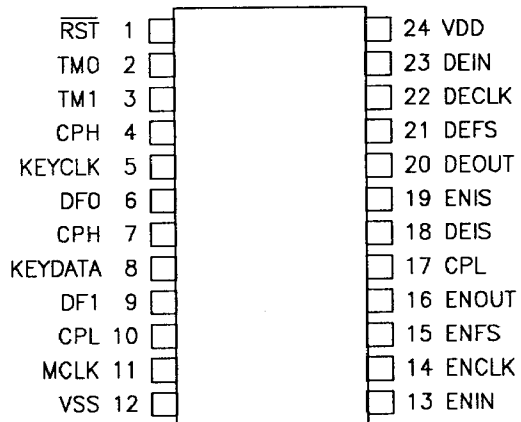 R̅S̅T̅ 1 24 VDD
TM0 2 23 DEIN
TM1 3 22 DECLK
CPH 4 21 DEFS
KEYCLK 5 20 DEOUT
DF0 6 19 ENIS
CPH 7 18 DEIS
KEYDATA 8 17 CPL
DF1 9 16 ENOUT
CPL 10 15 ENFS
MCLK 11 14 ENCLK
VSS 12 13 ENIN